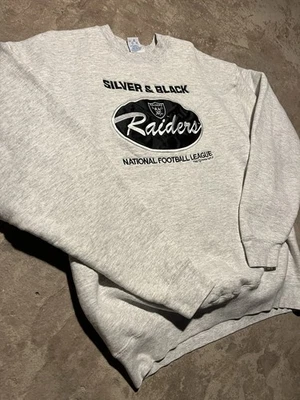 SILVER & BLACK
Raiders
NATIONAL FOOTBALL LEAGUE